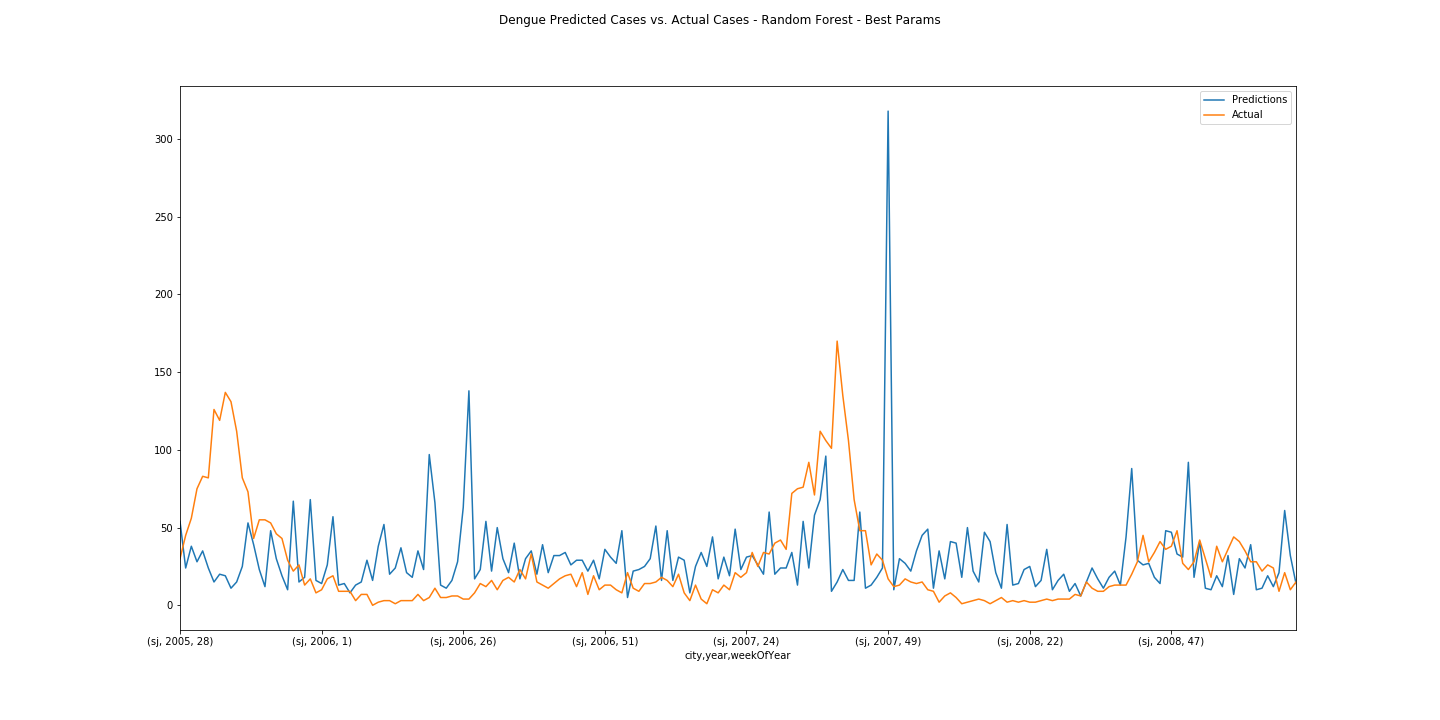 Dengue Predicted Cases vs. Actual Cases - Random Forest - Best Params
Predictions
Actual
300
250
200
150
100
50
0
(sj, 2005, 28)
(sj, 2006, 1)
(sj, 2006, 26)
(sj, 2006, 51)
(sj, 2007, 24)
(sj, 2007, 49)
(sj, 2008, 22)
(sj, 2008, 47)
city,year,weekOfYear